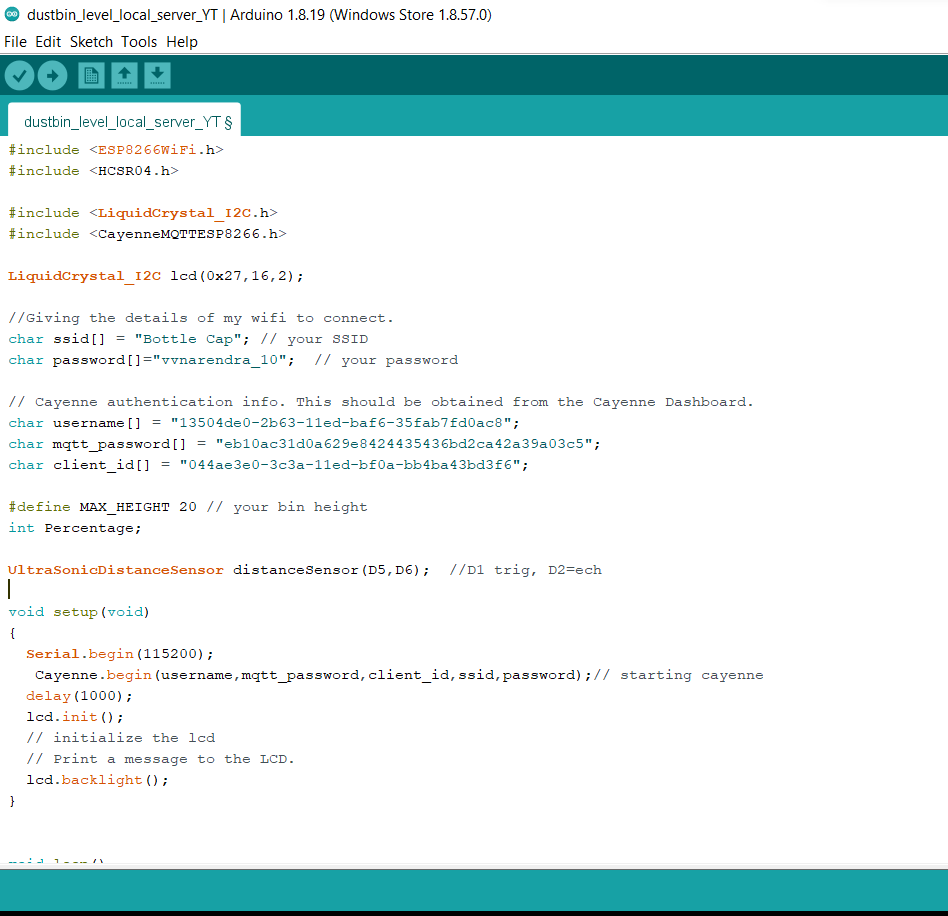 dustbin_level_local_server_YT | Arduino 1.8.19 (Windows Store 1.8.57.0)
File Edit Sketch Tools Help
dustbin_level_local_server_YT §
#include <ESP8266WiFi.h>
#include <HCSR04.h>
#include <LiquidCrystal_I2C.h>
#include <CayenneMQTTESP8266.h>
LiquidCrystal_I2C lcd(0x27,16,2);
//Giving the details of my wifi to connect.
char ssid[] = "Bottle Cap"; // your SSID
char password[]="vvnarendra_10";  // your password
// Cayenne authentication info. This should be obtained from the Cayenne Dashboard.
char username[] = "13504de0-2b63-11ed-baf6-35fab7fd0ac8";
char mqtt_password[] = "eb10ac31d0a629e8424435436bd2ca42a39a03c5";
char client_id[] = "044ae3e0-3c3a-11ed-bf0a-bb4ba43bd3f6";
#define MAX_HEIGHT 20 // your bin height
int Percentage;
UltraSonicDistanceSensor distanceSensor(D5,D6);  //D1 trig, D2=ech
void setup(void)
{
  Serial.begin(115200);
   Cayenne.begin(username,mqtt_password,client_id,ssid,password);// starting cayenne
  delay(1000);
  lcd.init();
  // initialize the lcd
  // Print a message to the LCD.
  lcd.backlight();
}
void loop()